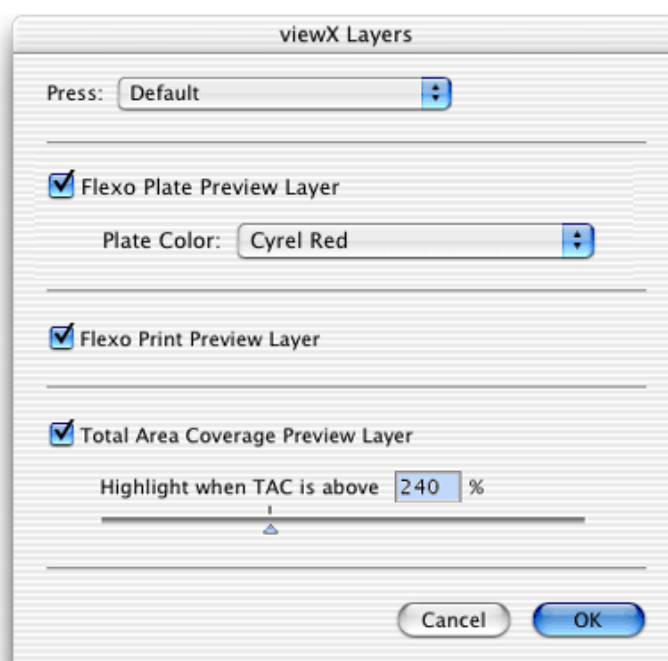 viewX Layers
Press: Default
Flexo Plate Preview Layer
Plate Color: Cyrel Red
Flexo Print Preview Layer
Total Area Coverage Preview Layer
Highlight when TAC is above 240 %
Cancel OK